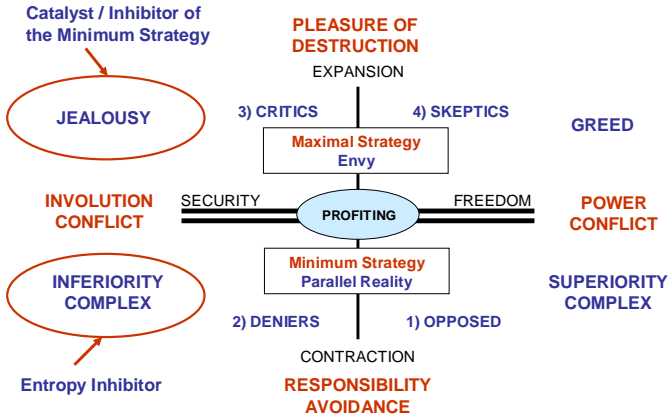 Catalyst / Inhibitor of
the Minimum Strategy
PLEASURE OF
DESTRUCTION
EXPANSION
JEALOUSY
3) CRITICS
4) SKEPTICS
GREED
Maximal Strategy
Envy
INVOLUTION
CONFLICT
SECURITY
PROFITING
FREEDOM
POWER
CONFLICT
Minimum Strategy
Parallel Reality
INFERIORITY
COMPLEX
SUPERIORITY
COMPLEX
2) DENIERS
1) OPPOSED
CONTRACTION
Entropy Inhibitor
RESPONSIBILITY
AVOIDANCE